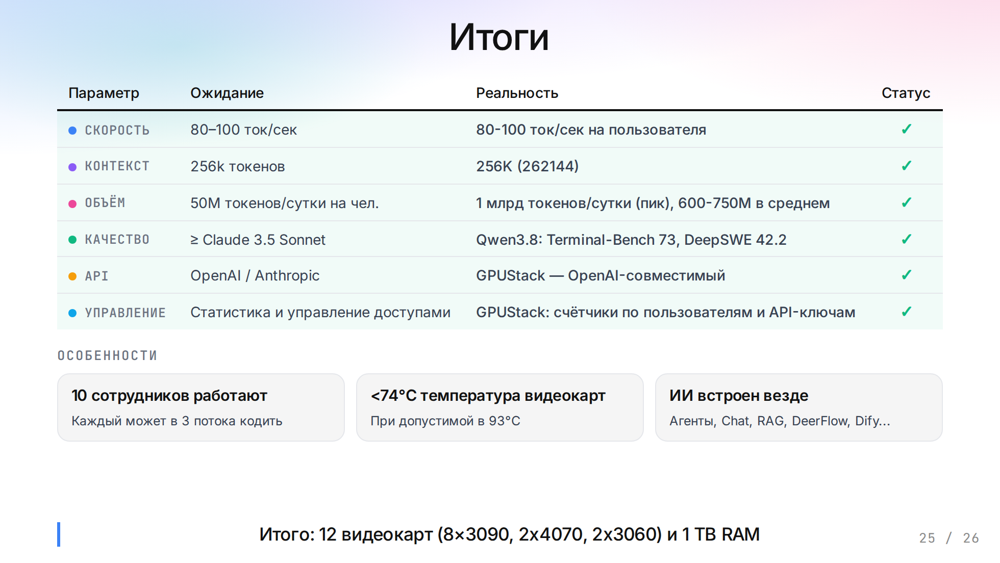 Итоги
Параметр Ожидание Реальность Статус
СКОРОСТЬ 80–100 ток/сек 80-100 ток/сек на пользователя ✓
КОНТЕКСТ 256k токенов 256K (262144) ✓
ОБЪЁМ 50M токенов/сутки на чел. 1 млрд токенов/сутки (пик), 600-750M в среднем ✓
КАЧЕСТВО ≥ Claude 3.5 Sonnet Qwen3.8: Terminal-Bench 73, DeepSWE 42.2 ✓
API OpenAI / Anthropic GPUStack — OpenAI-совместимый ✓
УПРАВЛЕНИЕ Статистика и управление доступами GPUStack: счётчики по пользователям и API-ключам ✓
ОСОБЕННОСТИ
10 сотрудников работают
Каждый может в 3 потока кодить
<74°C температура видеокарт
При допустимой в 93°C
ИИ встроен везде
Агенты, Chat, RAG, DeerFlow, Dify...
Итого: 12 видеокарт (8×3090, 2x4070, 2x3060) и 1 TB RAM
25 / 26